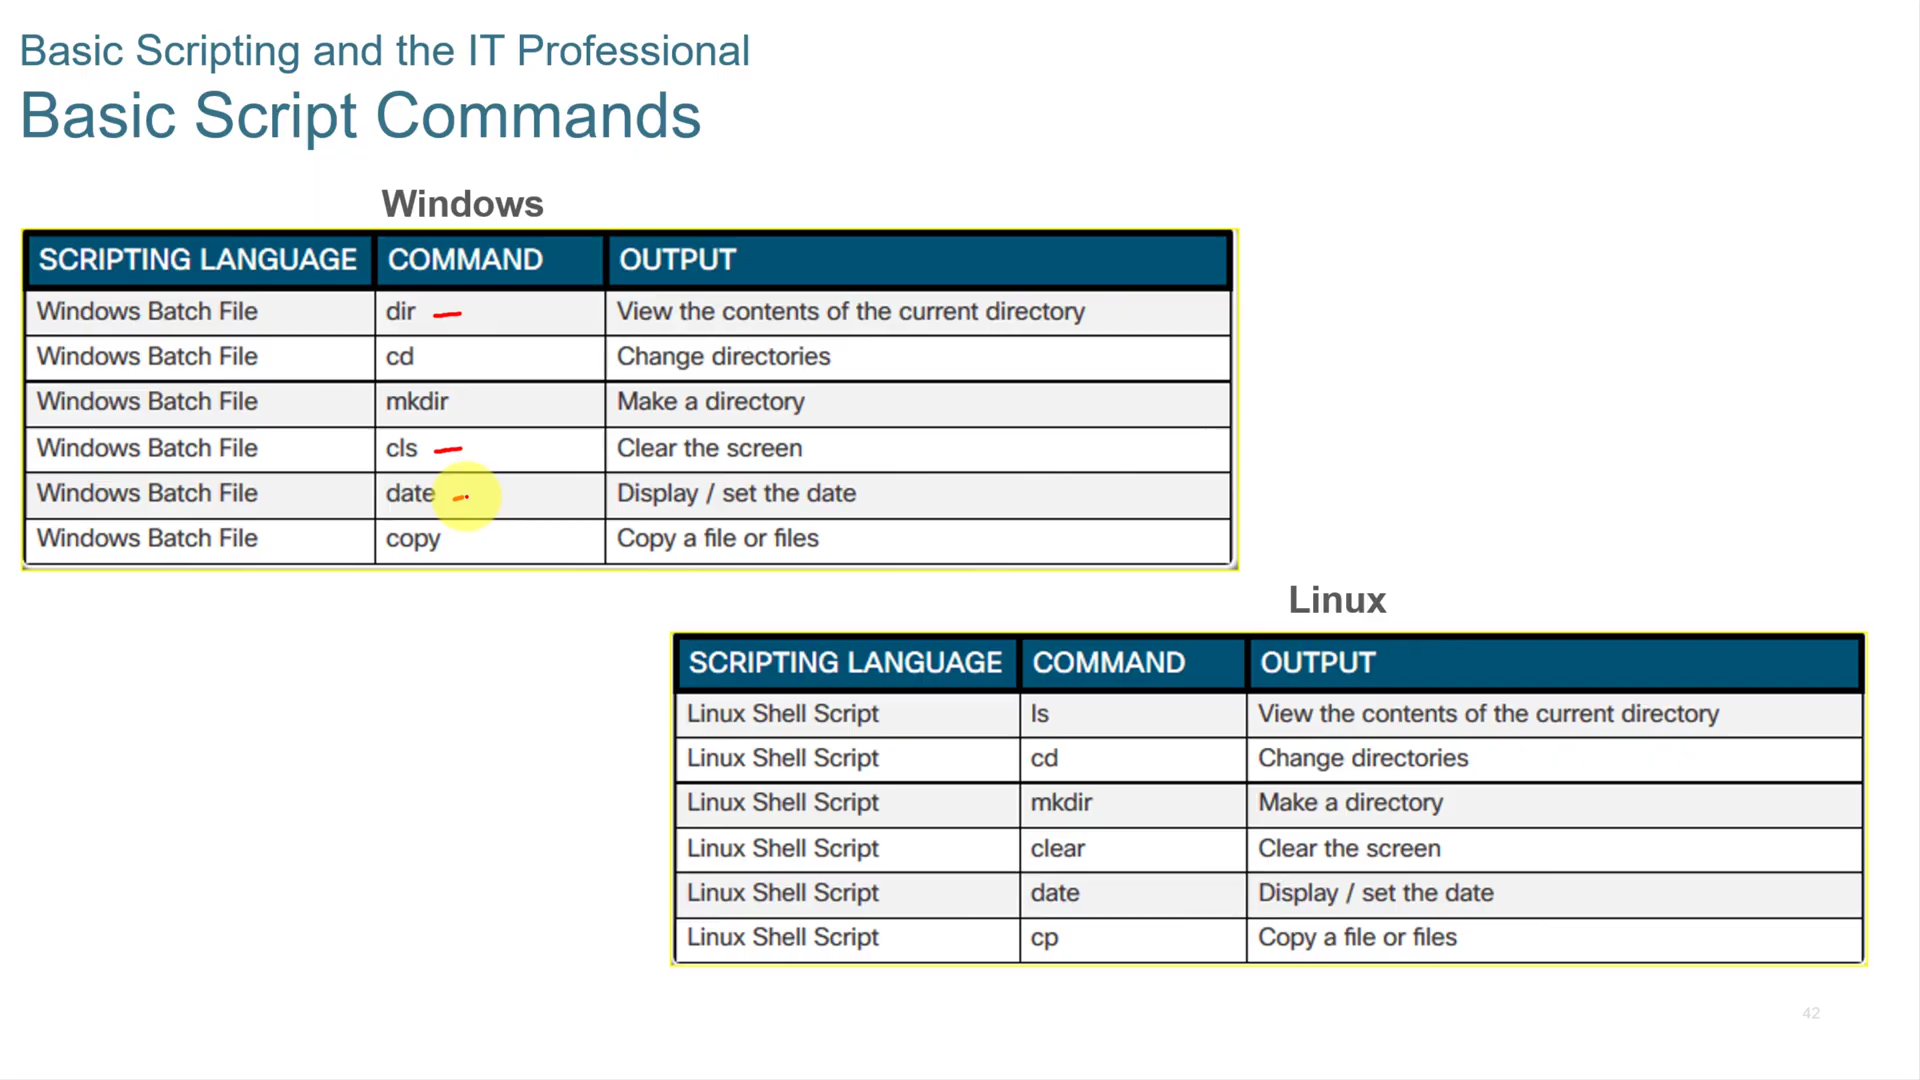 Basic Scripting and the IT Professional
Basic Script Commands
Windows
SCRIPTING LANGUAGE COMMAND OUTPUT
Windows Batch File dir View the contents of the current directory
Windows Batch File cd Change directories
Windows Batch File mkdir Make a directory
Windows Batch File cls Clear the screen
Windows Batch File date Display / set the date
Windows Batch File copy Copy a file or files
Linux
SCRIPTING LANGUAGE COMMAND OUTPUT
Linux Shell Script ls View the contents of the current directory
Linux Shell Script cd Change directories
Linux Shell Script mkdir Make a directory
Linux Shell Script clear Clear the screen
Linux Shell Script date Display / set the date
Linux Shell Script cp Copy a file or files
42